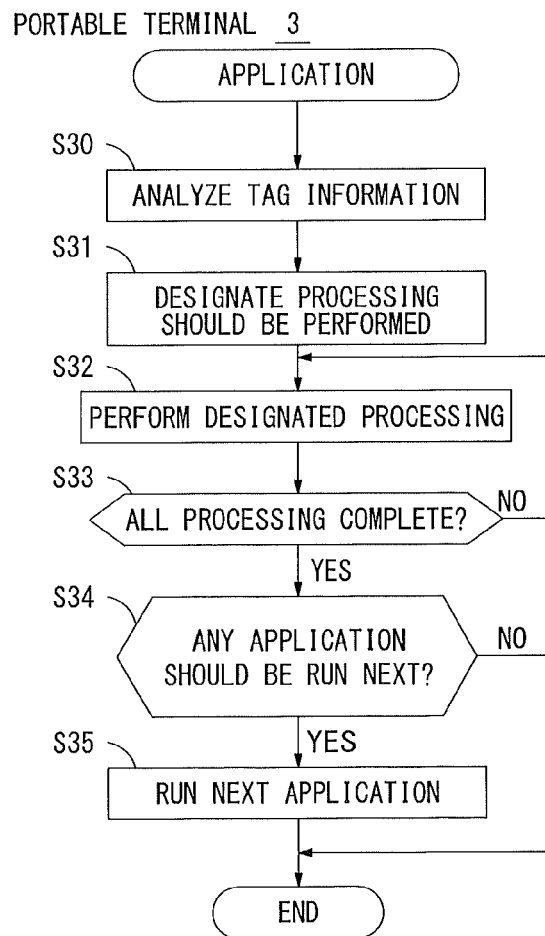 PORTABLE TERMINAL 3
APPLICATION
S30
ANALYZE TAG INFORMATION
S31
DESIGNATE PROCESSING
SHOULD BE PERFORMED
S32
PERFORM DESIGNATED PROCESSING
S33
ALL PROCESSING COMPLETE?
NO
YES
S34
ANY APPLICATION
SHOULD BE RUN NEXT?
NO
YES
S35
RUN NEXT APPLICATION
END